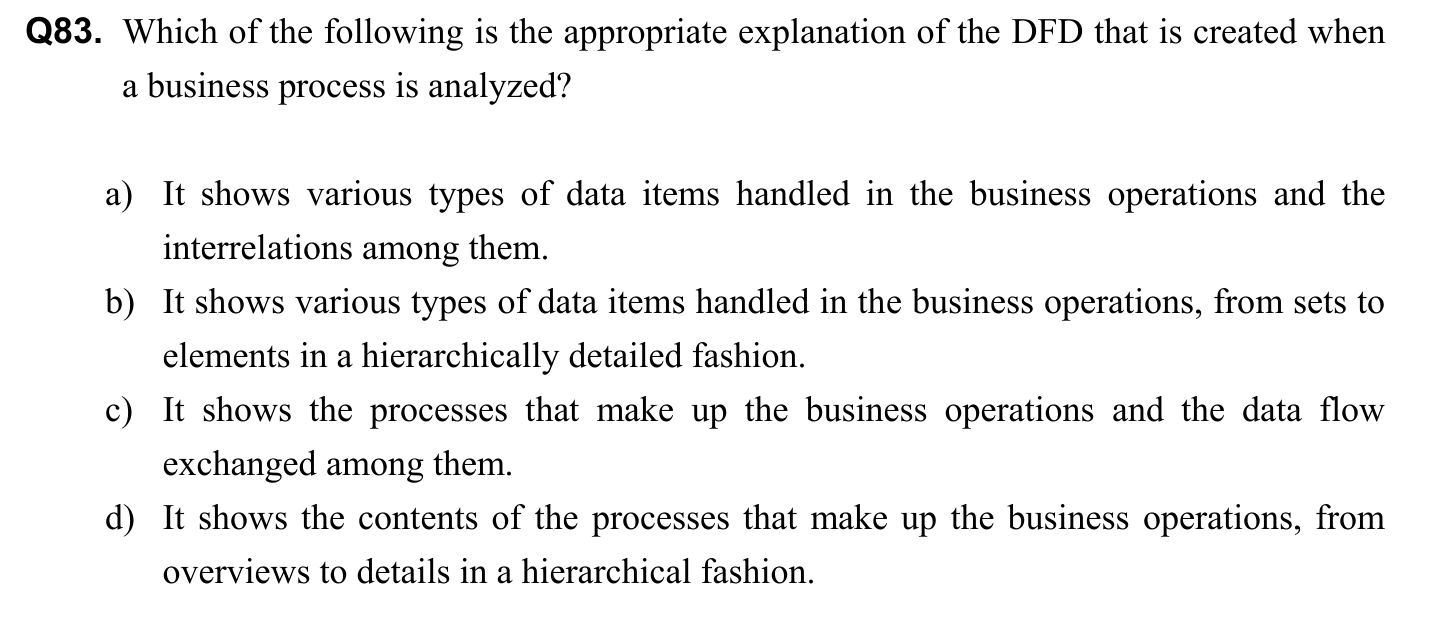 Q83. Which of the following is the appropriate explanation of the DFD that is created when
a business process is analyzed?
a) It shows various types of data items handled in the business operations and the
interrelations among them.
b) It shows various types of data items handled in the business operations, from sets to
elements in a hierarchically detailed fashion.
c) It shows the processes that make up the business operations and the data flow
exchanged among them.
d) It shows the contents of the processes that make up the business operations, from
overviews to details in a hierarchical fashion.